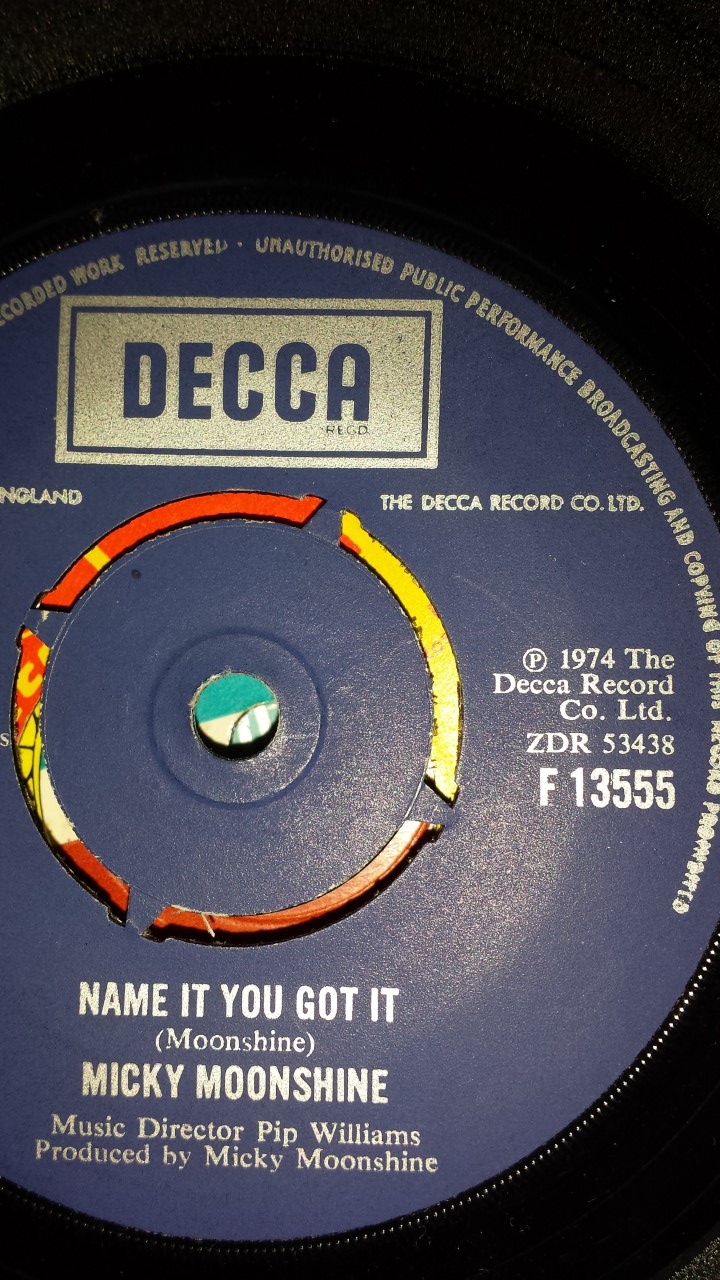 RECORDED WORK RESERVED · UNAUTHORISED PUBLIC PERFORMANCE BROADCASTING AND COPYING OF THIS RECORD PROHIBITED
DECCA
REGD
NGLAND
THE DECCA RECORD CO. LTD.
℗ 1974 The
Decca Record
Co. Ltd.
ZDR 53438
F 13555
NAME IT YOU GOT IT
(Moonshine)
MICKY MOONSHINE
Music Director Pip Williams
Produced by Micky Moonshine